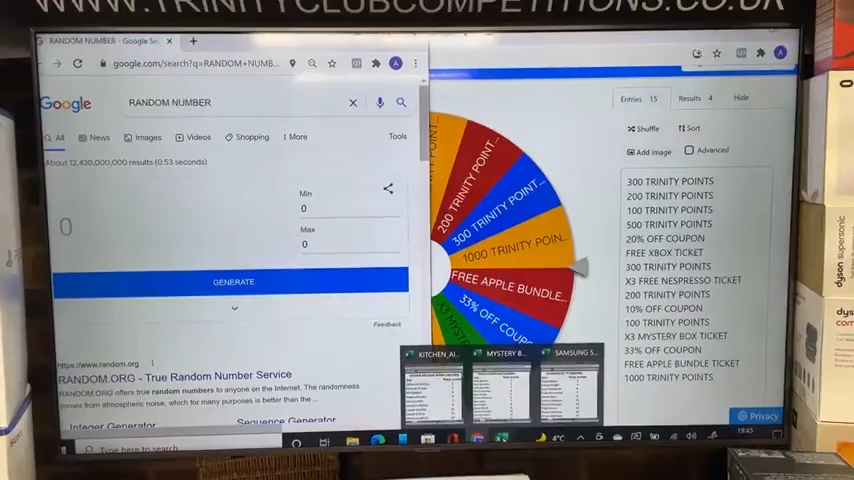 WWW.TRINITYCLUBCOMPETITIONS.CO.UK
RANDOM NUMBER - Google Se
google.com/search?q=RANDOM+NUMB...
A
A
Google
RANDOM NUMBER
All
News
Images
Videos
Shopping
More
Tools
About 12,430,000,000 results (0.53 seconds)
0
Min
0
Max
0
GENERATE
Feedback
https://www.random.org
RANDOM.ORG - True Random Number Service
RANDOM.ORG offers true random numbers to anyone on the Internet. The randomness
comes from atmospheric noise, which for many purposes is better than the ...
Integer Generator
Sequence Generator
200 TRINITY POINT...
300 TRINITY POINT...
1000 TRINITY POIN...
FREE APPLE BUNDLE...
33% OFF COUPO
X3 MYSTE
Entries 15
Results 4
Hide
Shuffle
Sort
Add image
Advanced
300 TRINITY POINTS
200 TRINITY POINTS
100 TRINITY POINTS
500 TRINITY POINTS
20% OFF COUPON
FREE XBOX TICKET
300 TRINITY POINTS
X3 FREE NESPRESSO TICKET
200 TRINITY POINTS
10% OFF COUPON
100 TRINITY POINTS
X3 MYSTERY BOX TICKET
33% OFF COUPON
FREE APPLE BUNDLE TICKET
1000 TRINITY POINTS
Privacy
KITCHEN_AI...
MYSTERY B...
SAMSUNG S...
Type here to search
4°C
19:45
dyson supersonic
dys